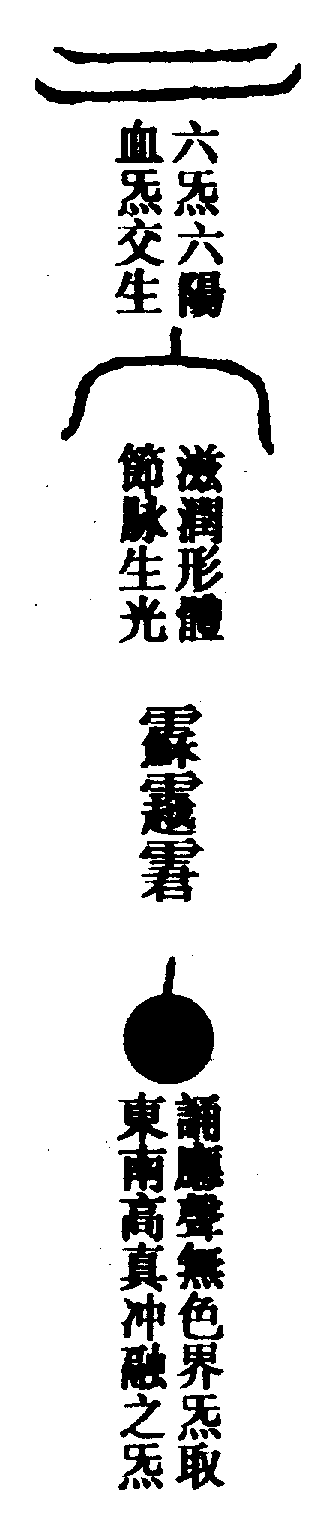 六炁六陽
血炁交生
滋潤形體
節脉生光
誦應聲無色界炁取
東南高真冲融之炁